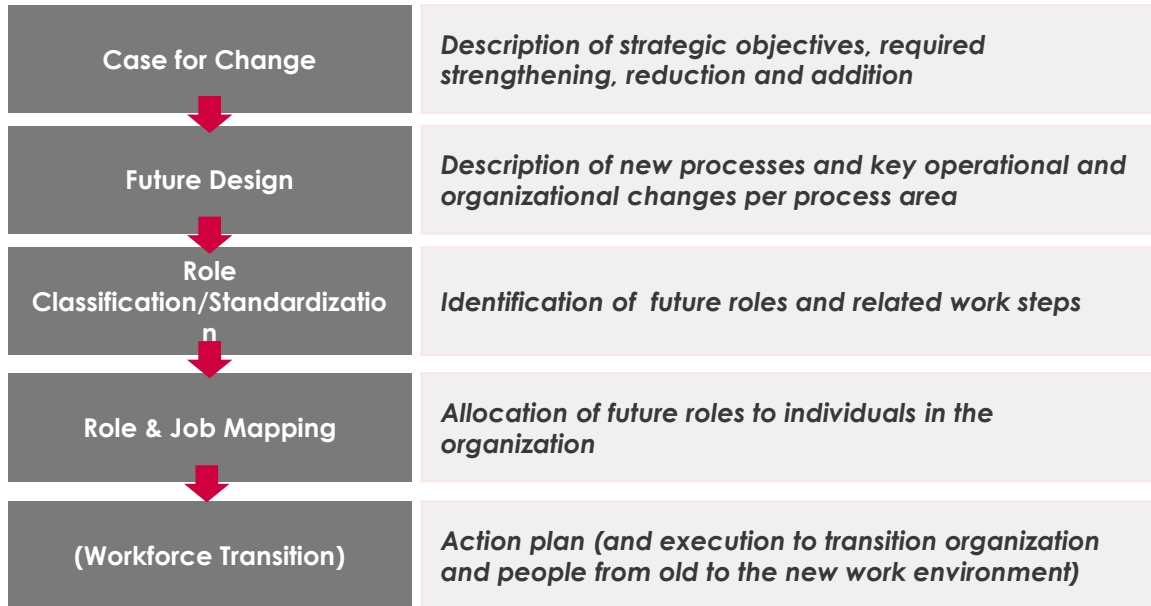 Case for Change
Description of strategic objectives, required
strengthening, reduction and addition
Future Design
Description of new processes and key operational and
organizational changes per process area
Role
Classification/Standardizatio
n
Identification of  future roles and related work steps
Role & Job Mapping
Allocation of future roles to individuals in the
organization
(Workforce Transition)
Action plan (and execution to transition organization
and people from old to the new work environment)